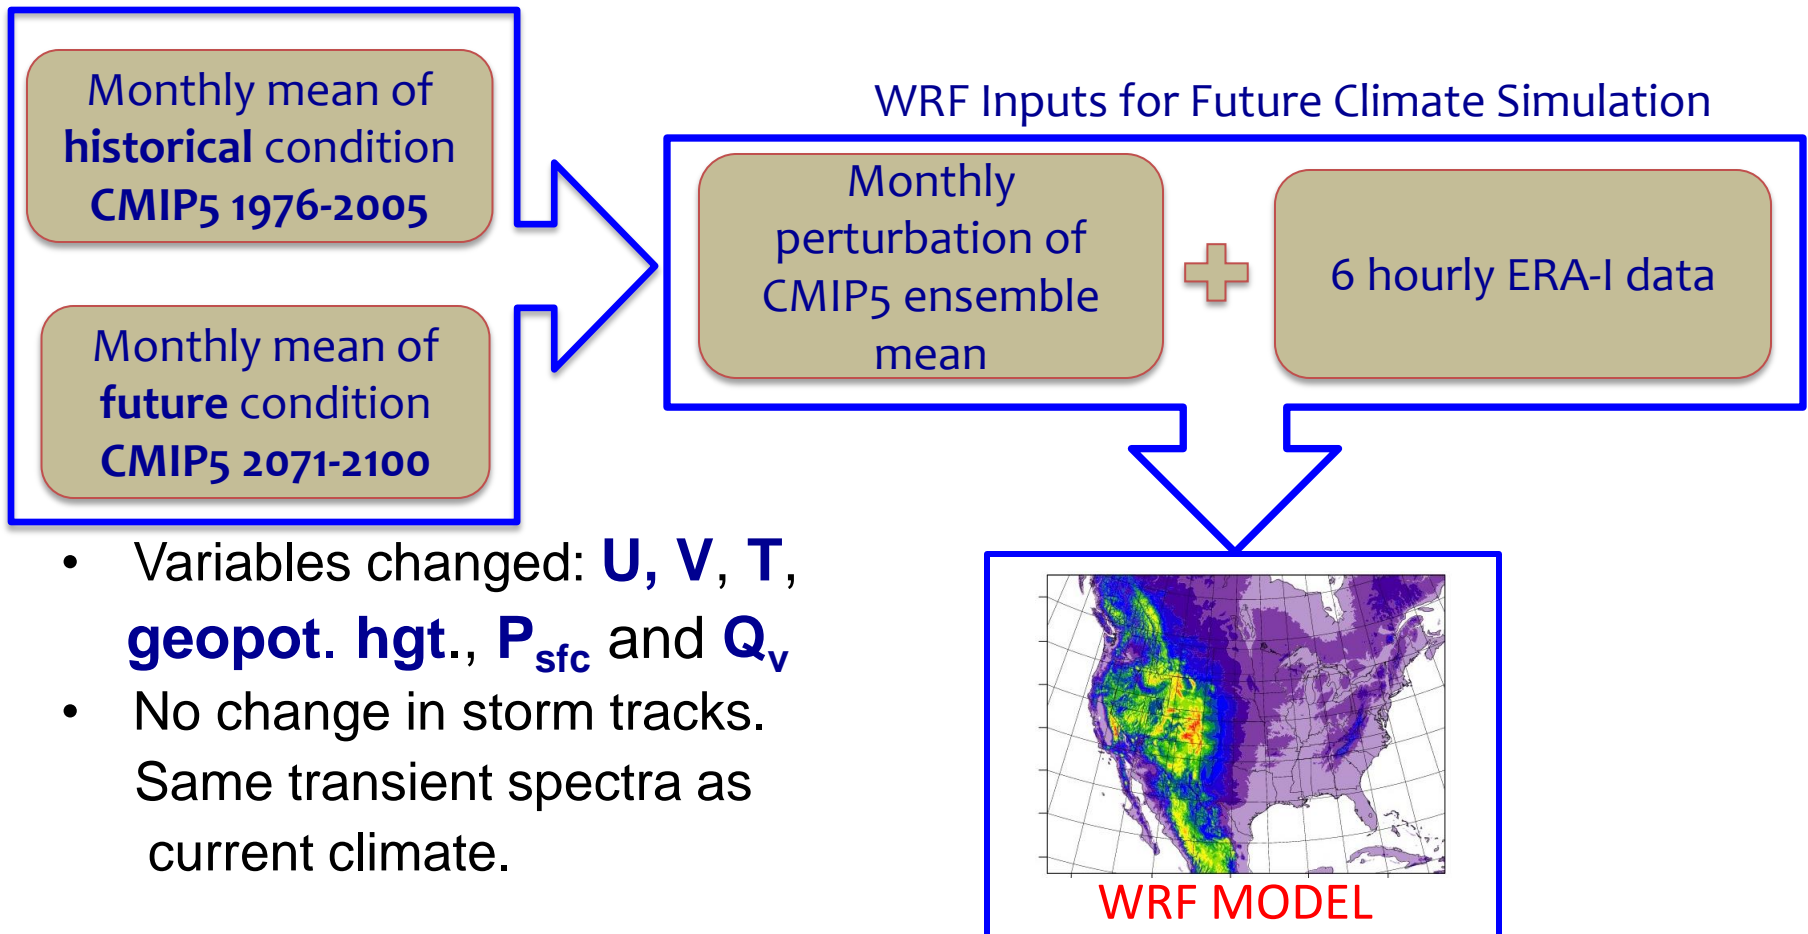 Monthly mean of
historical condition
CMIP5 1976-2005
Monthly mean of
future condition
CMIP5 2071-2100
WRF Inputs for Future Climate Simulation
Monthly
perturbation of
CMIP5 ensemble
mean
6 hourly ERA-I data
• Variables changed: U, V, T,
geopot. hgt., Psfc and Qv
• No change in storm tracks.
Same transient spectra as
current climate.
WRF MODEL